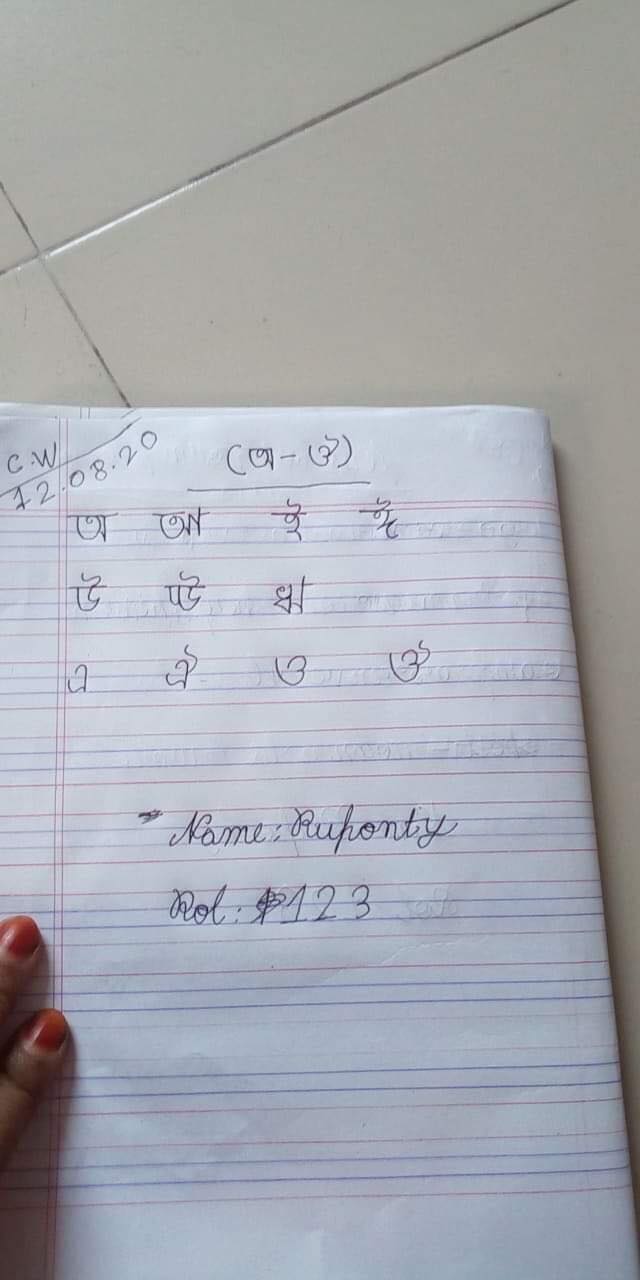 C.W
12.08.20
(অ - ঔ)
অ আ ই ঈ
উ ঊ ঋ
এ ঐ ও ঔ
Name: Ruponty
Rol: 123